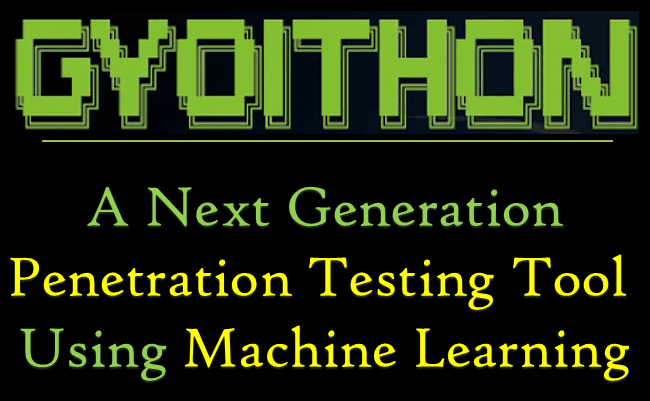 GYOITHON
A Next Generation
Penetration Testing Tool
Using Machine Learning